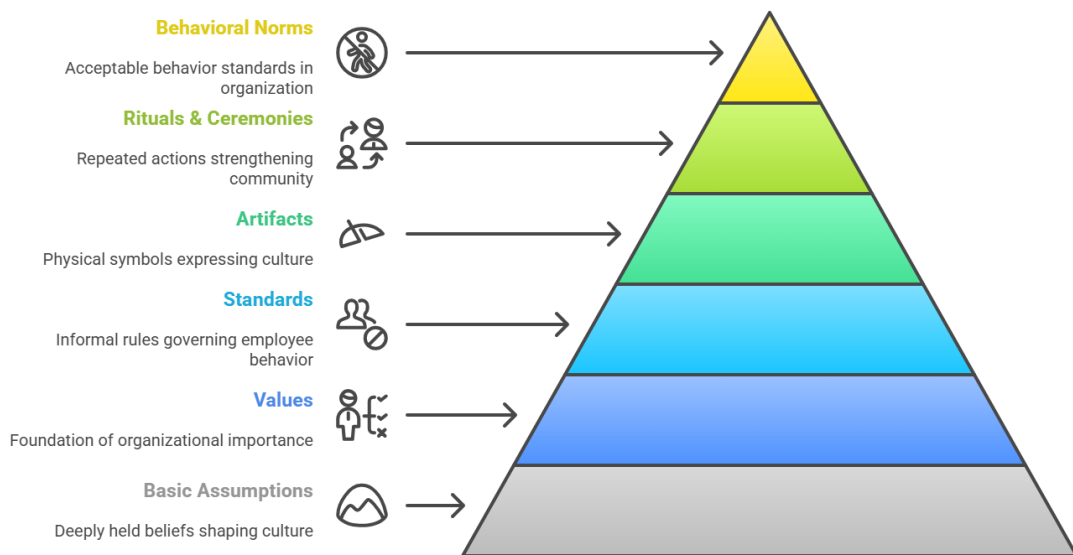 Behavioral Norms
Acceptable behavior standards in
organization
Rituals & Ceremonies
Repeated actions strengthening
community
Artifacts
Physical symbols expressing culture
Standards
Informal rules governing employee
behavior
Values
Foundation of organizational importance
Basic Assumptions
Deeply held beliefs shaping culture